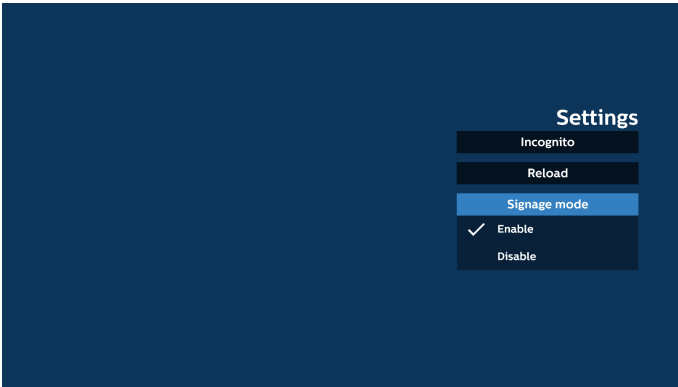 Settings
Incognito
Reload
Signage mode
Enable
Disable